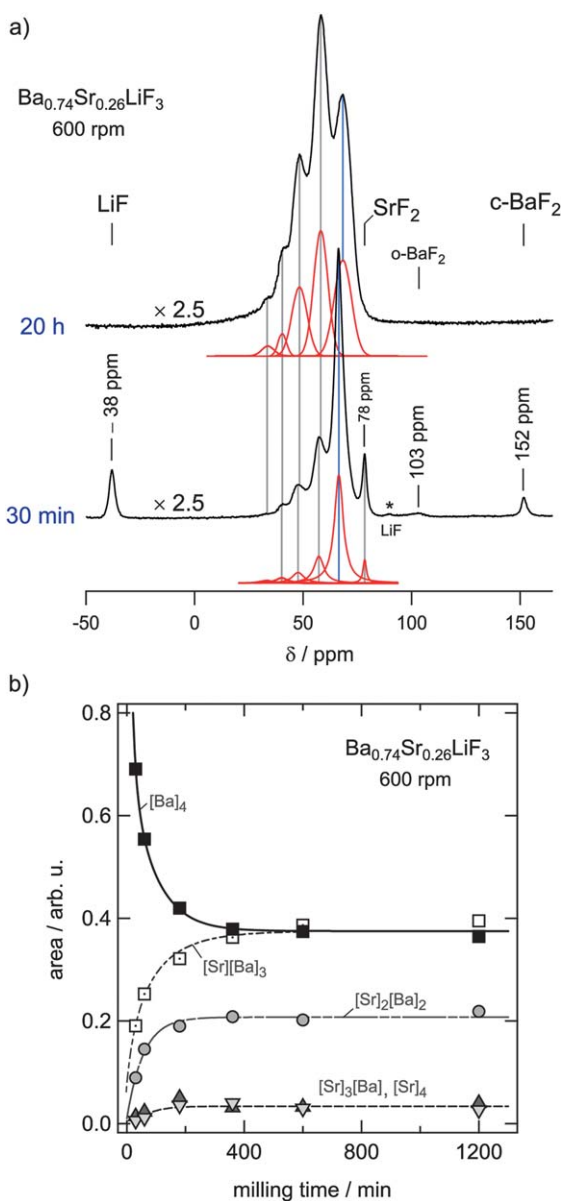 a)
Ba0.74Sr0.26LiF3
600 rpm
LiF
SrF2
c-BaF2
o-BaF2
20 h
× 2.5
– 38 ppm
78 ppm
103 ppm
152 ppm
× 2.5
*
LiF
30 min
-50 0 50 100 150
δ / ppm
b)
0.8
Ba0.74Sr0.26LiF3
600 rpm
[Ba]4
0.6
area / arb. u.
0.4
[Sr][Ba]3
[Sr]2[Ba]2
0.2
[Sr]3[Ba] , [Sr]4
0.0
0 400 800 1200
milling time / min